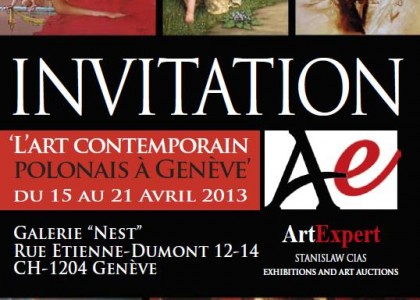 INVITATION
'L'ART CONTEMPORAIN
POLONAIS À GENÈVE'
DU 15 AU 21 AVRIL 2013
GALERIE "NEST"
RUE ETIENNE-DUMONT 12-14
CH-1204 GENÈVE
Ae
ArtExpert
STANISLAW CIAS
EXHIBITIONS AND ART AUCTIONS